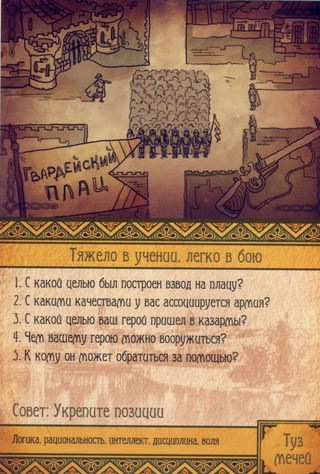 Гвардейский
плац
Тяжело в учении, легко в бою
1. С какой целью был построен взвод на плацу?
2. С какими качествами у вас ассоциируется армия?
3. С какой целью ваш герой пришел в казармы?
4. Чем вашему герою можно вооружиться?
5. К кому он может обратиться за помощью?
Совет: Укрепите позиции
Логика, рациональность, интеллект, дисциплина, воля
Туз
мечей